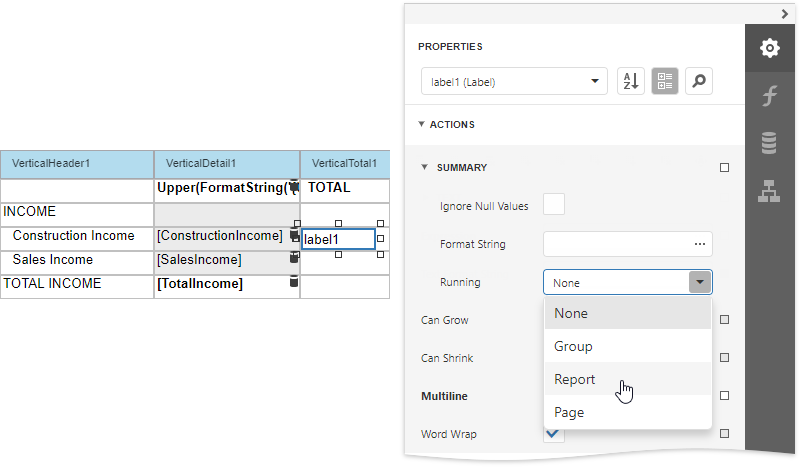 VerticalHeader1 VerticalDetail1 VerticalTotal1
Upper(FormatString('{ TOTAL
INCOME
Construction Income [ConstructionIncome] label1
Sales Income [SalesIncome]
TOTAL INCOME [TotalIncome]
PROPERTIES
label1 (Label)
A
Z
ACTIONS
SUMMARY
Ignore Null Values
Format String ...
Running None
None
Group
Report
Page
Can Grow
Can Shrink
Multiline
Word Wrap